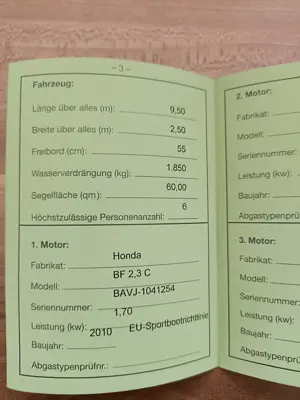 – 3 –
Fahrzeug:
Länge über alles (m): 9,50
Breite über alles (m): 2,50
Freibord (cm): 55
Wasserverdrängung (kg): 1.850
Segelfläche (qm): 60,00
Höchstzulässige Personenanzahl: 6
1. Motor:
Fabrikat: Honda
Modell: BF 2,3 C
Seriennummer: BAVJ-1041254
Leistung (kw): 1,70
Baujahr: 2010 EU-Sportbootrichtlinie
Abgastypenprüfnr.:
2. Motor:
Fabrikat:
Modell:
Seriennummer:
Leistung (kw)
Baujahr:
Abgastypenprüf
3. Motor:
Fabrikat:
Modell:
Seriennum
Leistung (
Baujahr:
Abgasty